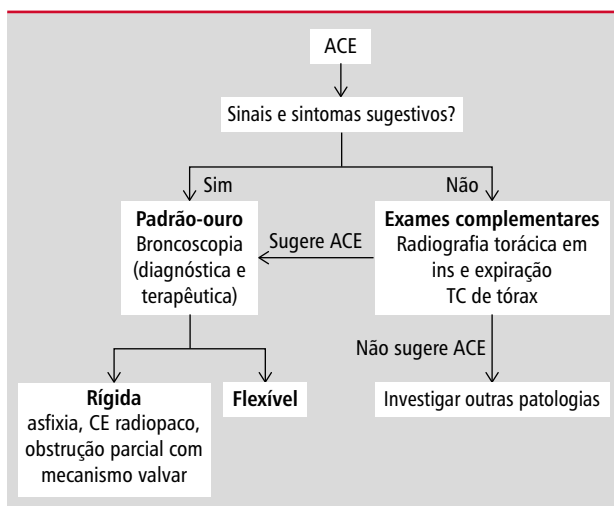 ACE
Sinais e sintomas sugestivos?
Sim
Não
Padrão-ouro
Broncoscopia
(diagnóstica e
terapêutica)
Sugere ACE
Exames complementares
Radiografia torácica em
ins e expiração
TC de tórax
Não sugere ACE
Rígida
asfixia, CE radiopaco,
obstrução parcial com
mecanismo valvar
Flexível
Investigar outras patologias